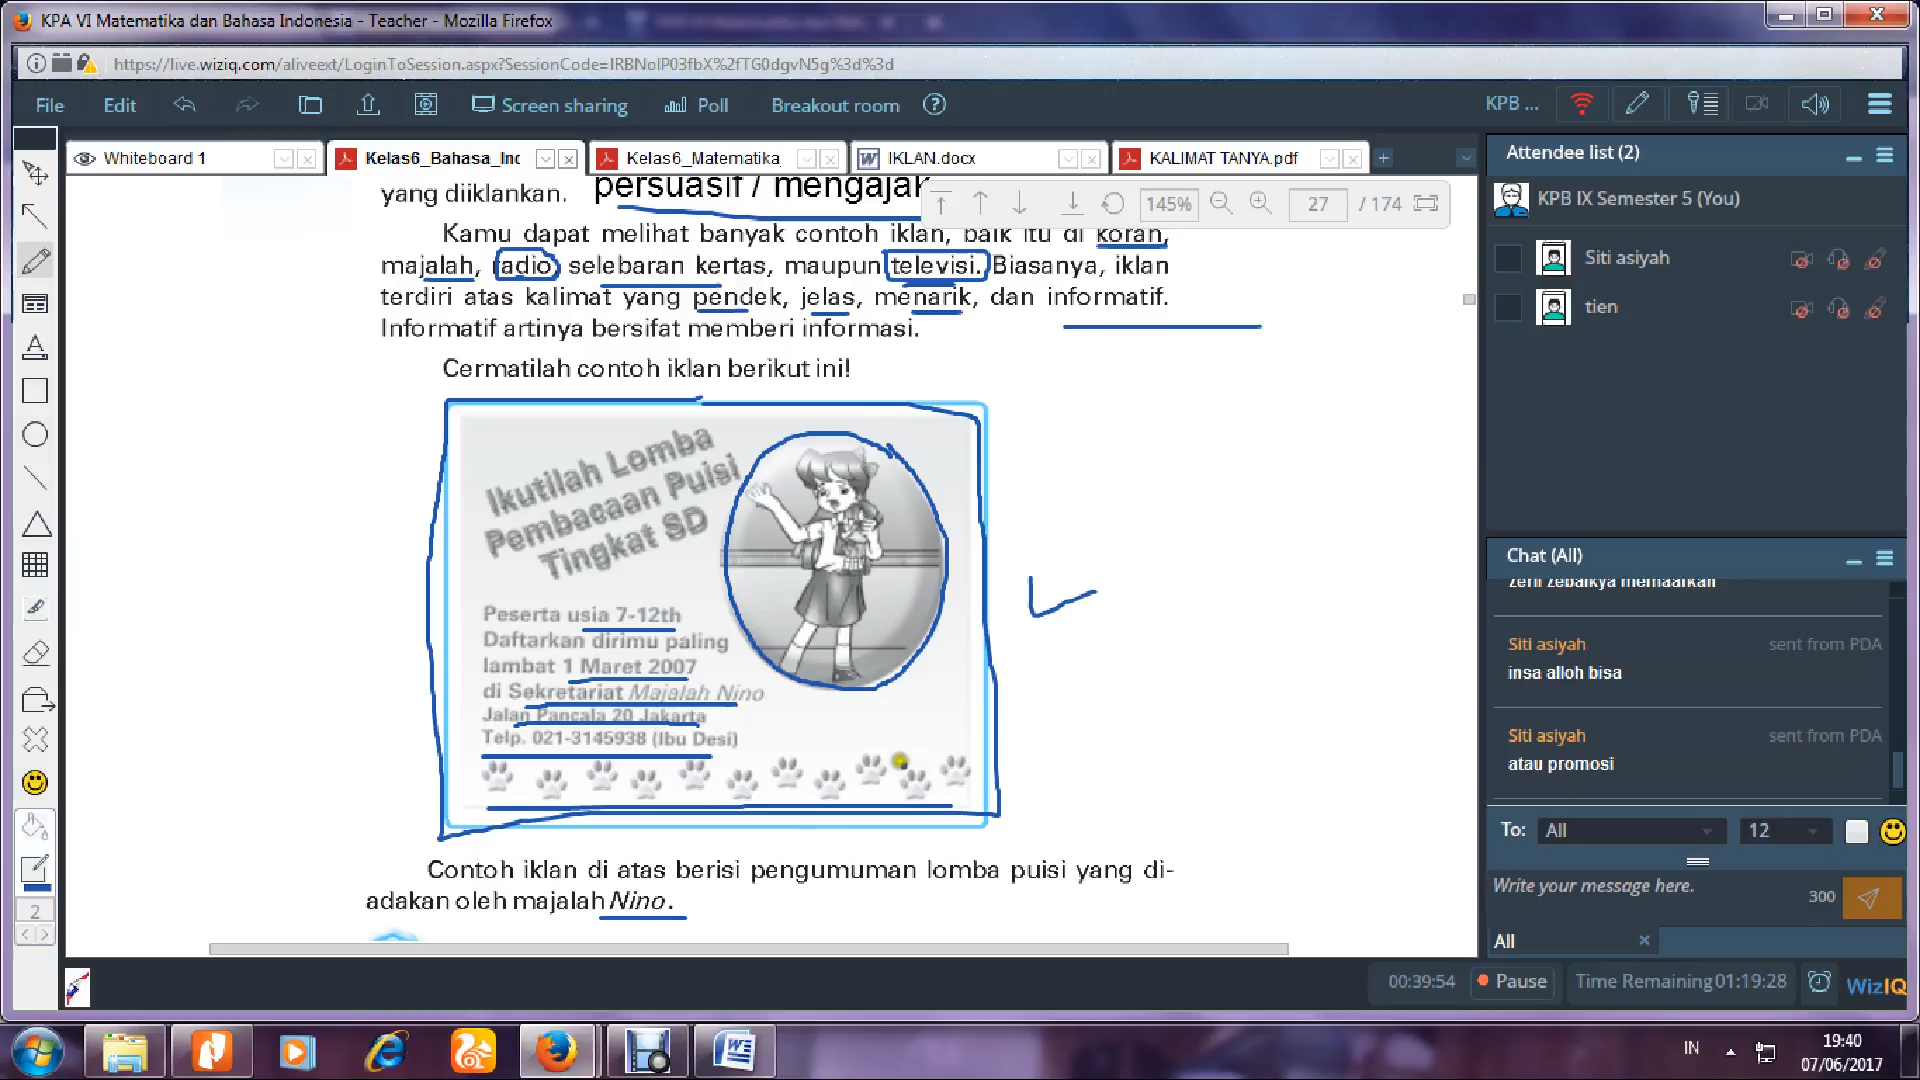 KPA VI Matematika dan Bahasa Indonesia - Teacher - Mozilla Firefox
https://live.wiziq.com/aliveext/LoginToSession.aspx?SessionCode=IRBNolP03fbX%2fTG0dgvN5g%3d%3d
File Edit Screen sharing Poll Breakout room KPB ...
Whiteboard 1 Kelas6_Bahasa_Inc Kelas6_Matematika_ IKLAN.docx KALIMAT TANYA.pdf
145% 27 / 174
yang diiklankan. persuasif / mengajak
Kamu dapat melihat banyak contoh iklan, baik itu di koran,
majalah, radio, selebaran kertas, maupun televisi. Biasanya, iklan
terdiri atas kalimat yang pendek, jelas, menarik, dan informatif.
Informatif artinya bersifat memberi informasi.
Cermatilah contoh iklan berikut ini!
Ikutilah Lomba
Pembacaan Puisi
Tingkat SD
Peserta usia 7-12th
Daftarkan dirimu paling
lambat 1 Maret 2007
di Sekretariat Majalah Nino
Jalan Pancala 20 Jakarta
Telp. 021-3145938 (Ibu Desi)
Contoh iklan di atas berisi pengumuman lomba puisi yang di-
adakan oleh majalah Nino.
2
Attendee list (2)
KPB IX Semester 5 (You)
Siti asiyah
tien
Chat (All)
Siti asiyah sent from PDA
insa alloh bisa
Siti asiyah sent from PDA
atau promosi
To: All 12
Write your message here. 300
All
00:39:54 Pause Time Remaining 01:19:28 WizIQ
IN 19:40
07/06/2017